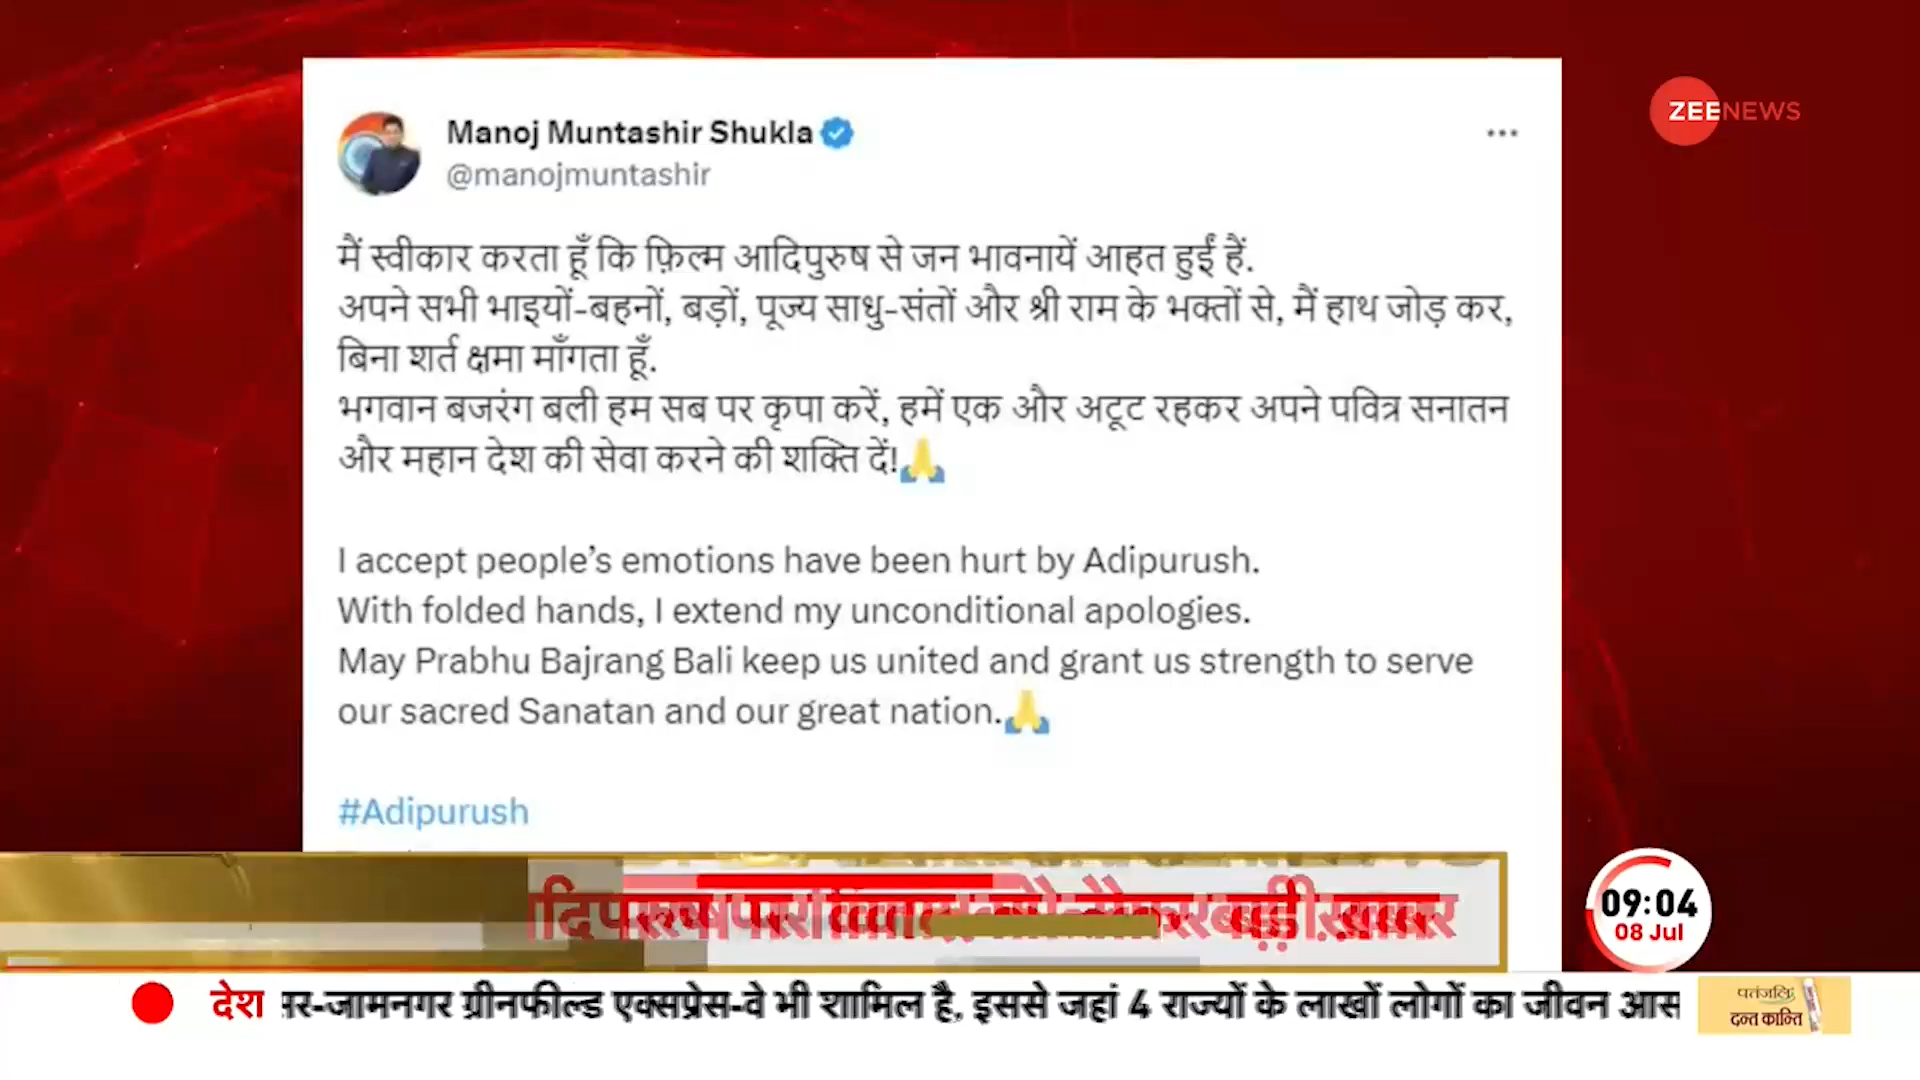 ZEENEWS
Manoj Muntashir Shukla
@manojmuntashir
मैं स्वीकार करता हूँ कि फ़िल्म आदिपुरुष से जन भावनायें आहत हुईं हैं.
अपने सभी भाइयों-बहनों, बड़ों, पूज्य साधु-संतों और श्री राम के भक्तों से, मैं हाथ जोड़ कर,
बिना शर्त क्षमा माँगता हूँ.
भगवान बजरंग बली हम सब पर कृपा करें, हमें एक और अटूट रहकर अपने पवित्र सनातन
और महान देश की सेवा करने की शक्ति दें!🙏
I accept people’s emotions have been hurt by Adipurush.
With folded hands, I extend my unconditional apologies.
May Prabhu Bajrang Bali keep us united and grant us strength to serve
our sacred Sanatan and our great nation.🙏
#Adipurush
09:04
08 Jul
देश
-जामनगर ग्रीनफील्ड एक्सप्रेस-वे भी शामिल है, इससे जहां 4 राज्यों के लाखों लोगों का जीवन
पतंजलि
दन्त कान्ति